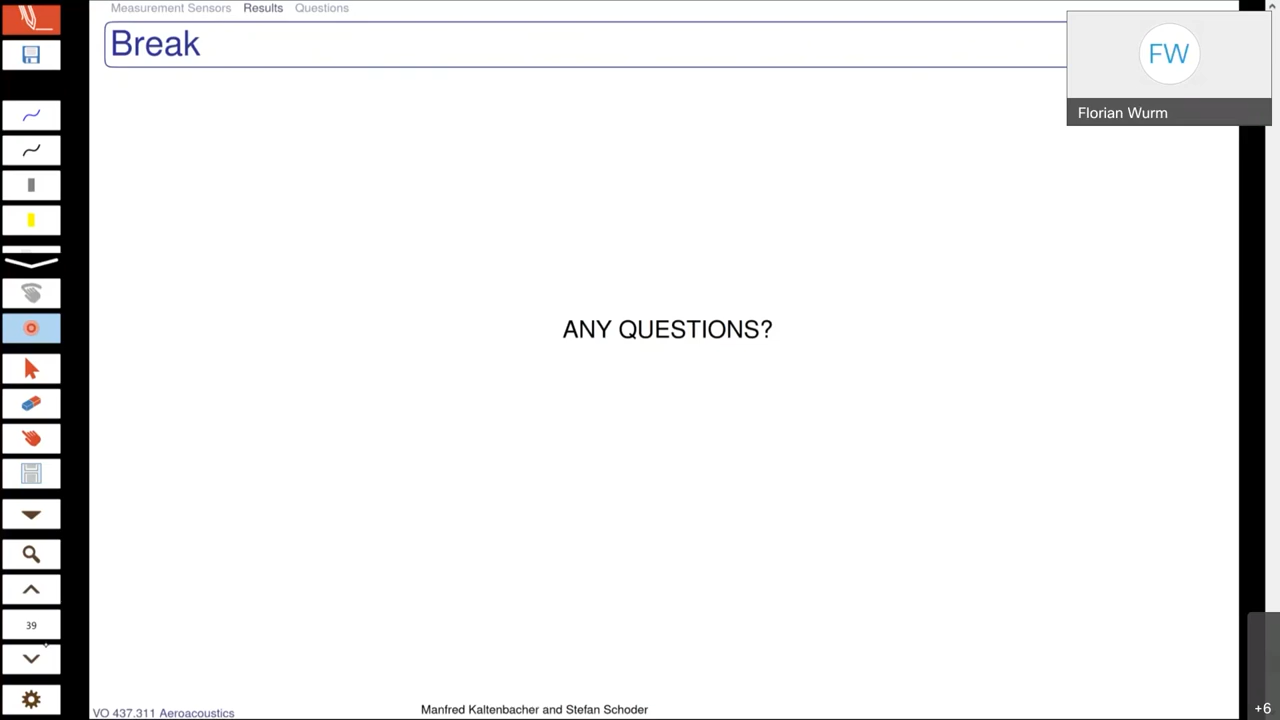 Measurement Sensors Results Questions
Break
FW
Florian Wurm
ANY QUESTIONS?
39
VO 437.311 Aeroacoustics
Manfred Kaltenbacher and Stefan Schoder
+6